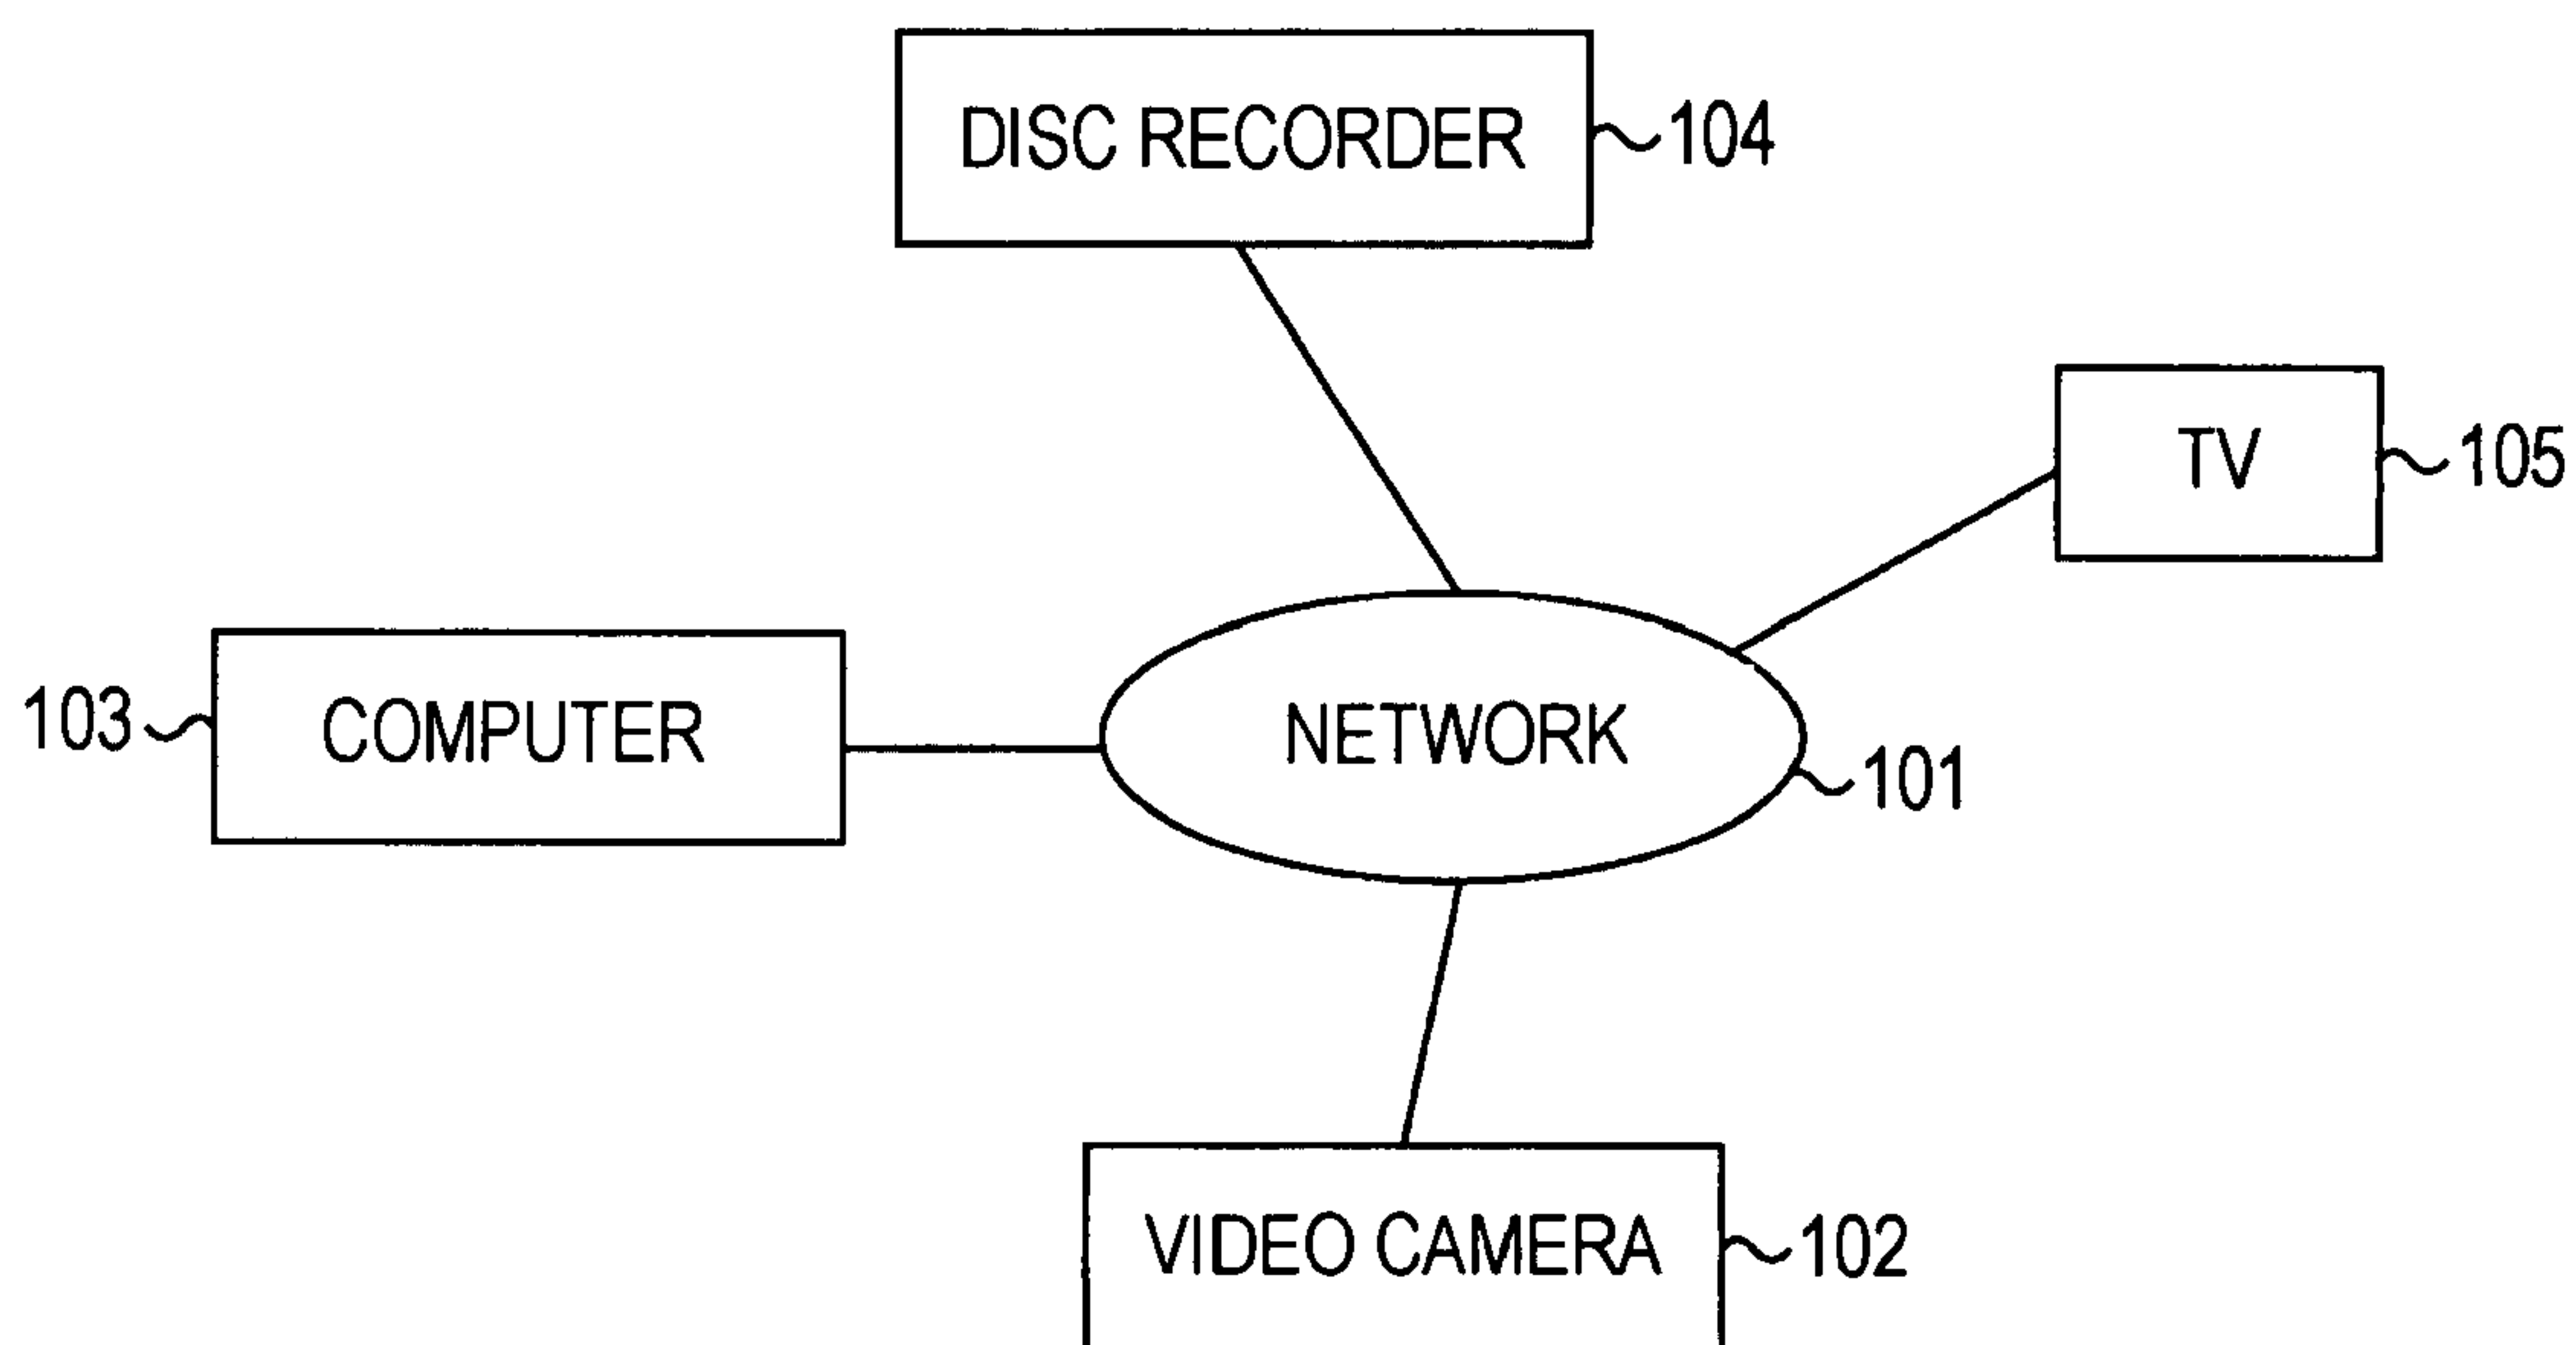 DISC RECORDER
104
TV
105
103
COMPUTER
NETWORK
101
VIDEO CAMERA
102